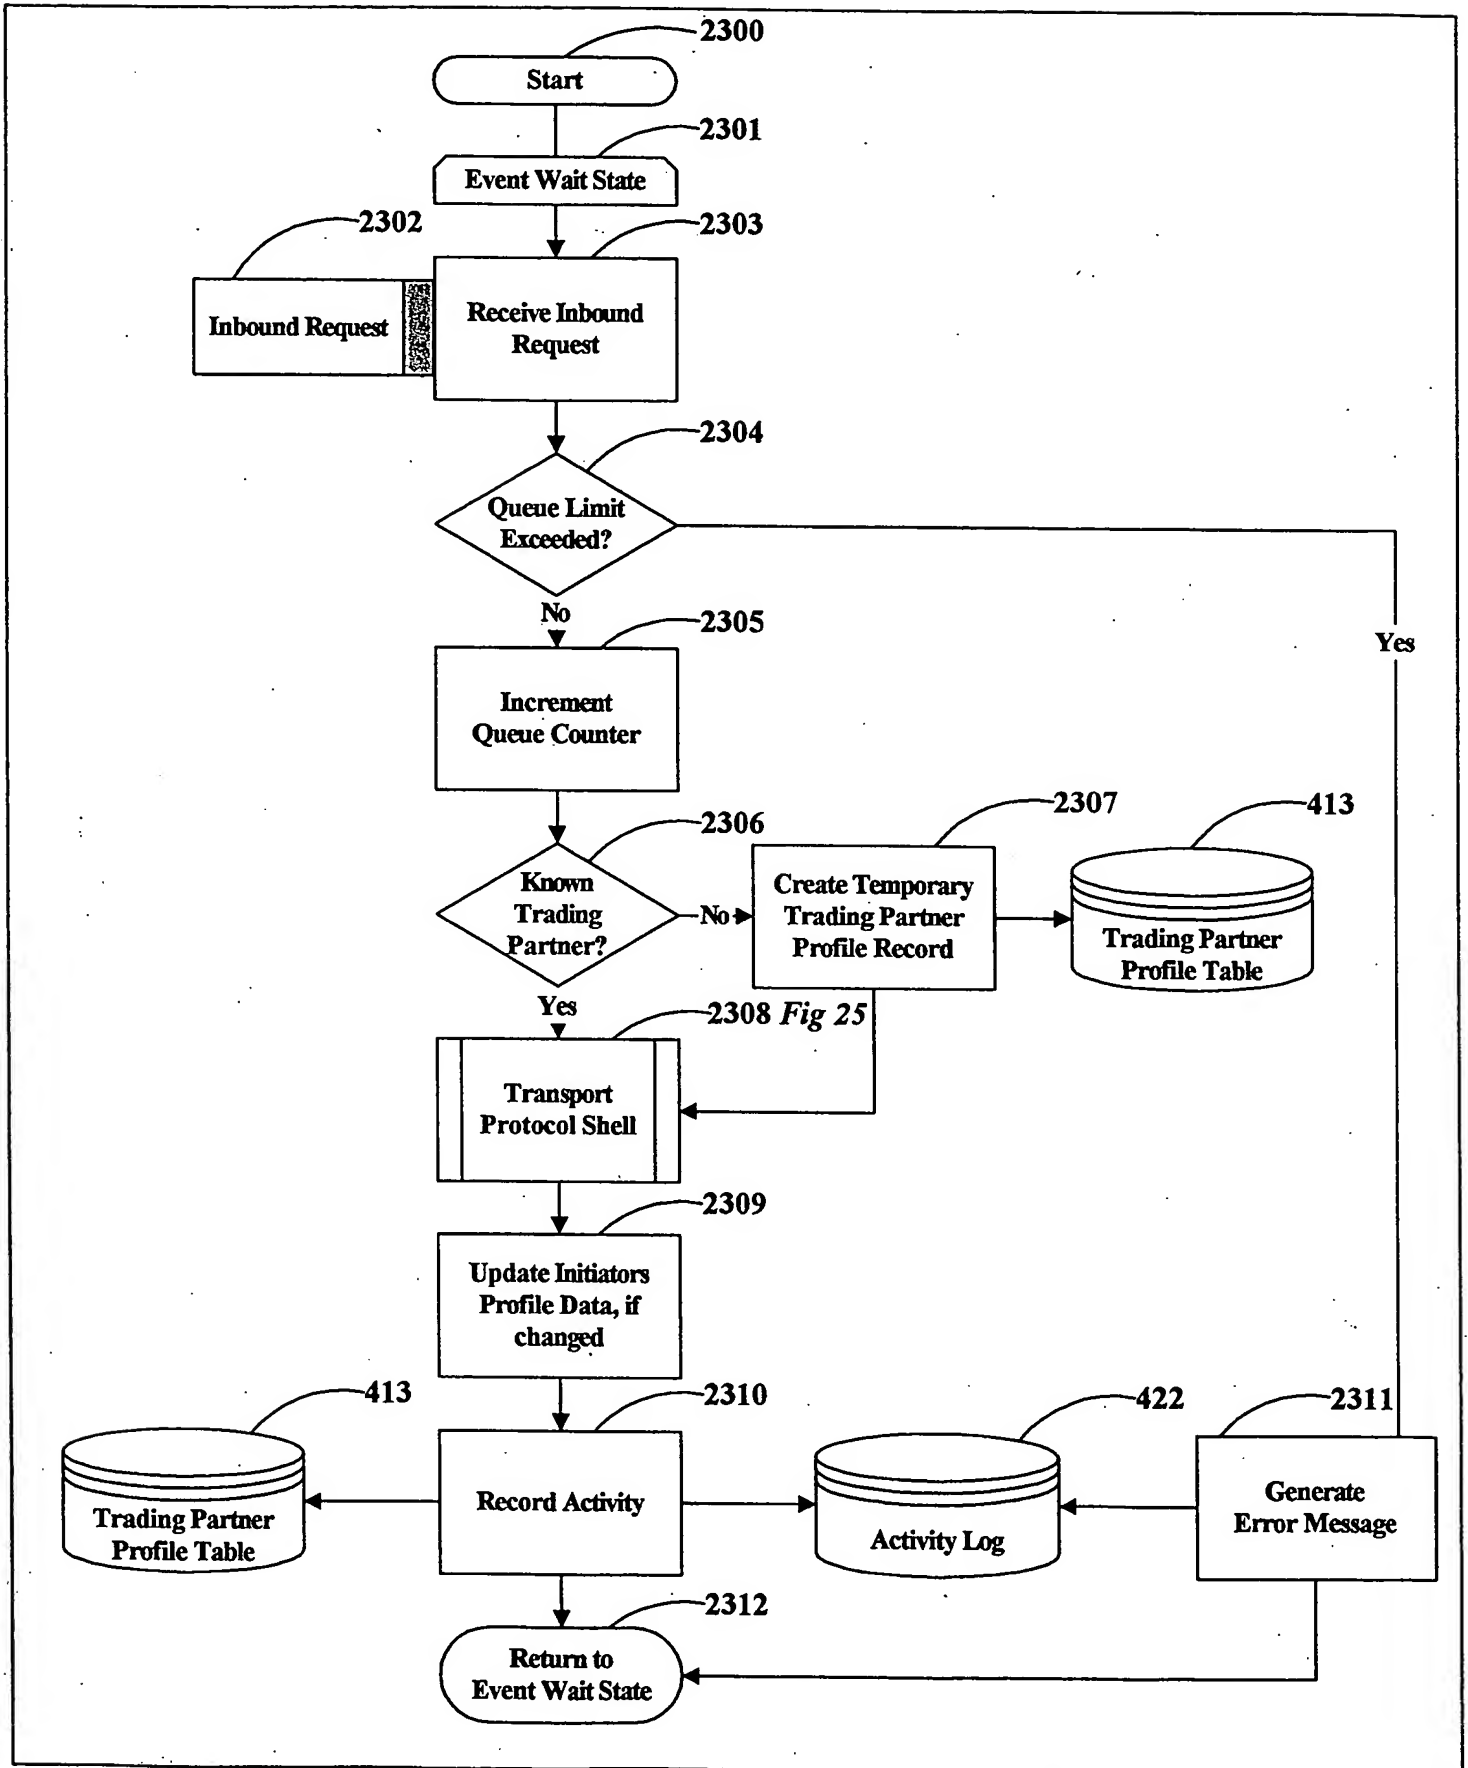 2300
Start
2301
Event Wait State
2302
2303
Inbound Request
Receive Inbound
Request
2304
Queue Limit
Exceeded?
No
Yes
2305
Increment
Queue Counter
2306
2307
413
Known
Trading
Partner?
No
Create Temporary
Trading Partner
Profile Record
Trading Partner
Profile Table
Yes
2308 Fig 25
Transport
Protocol Shell
2309
Update Initiators
Profile Data, if
changed
413
2310
422
2311
Trading Partner
Profile Table
Record Activity
Activity Log
Generate
Error Message
2312
Return to
Event Wait State